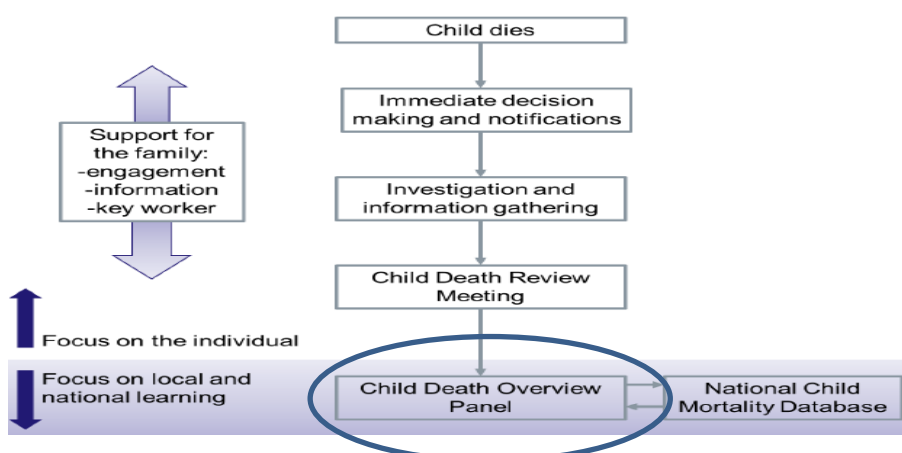 Child dies
Immediate decision
making and notifications
Support for
the family:
-engagement
-information
-key worker
Investigation and
information gathering
Child Death Review
Meeting
Focus on the individual
Focus on local and
national learning
Child Death Overview
Panel
National Child
Mortality Database